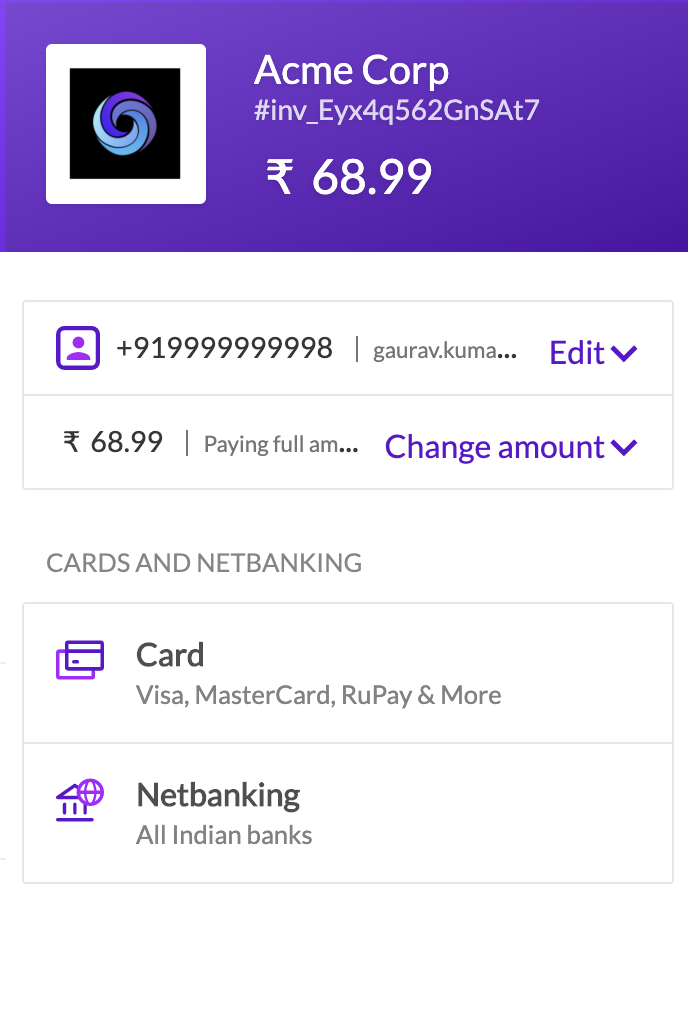 Acme Corp
#inv_Eyx4q562GnSAt7
₹ 68.99
+919999999998 | gaurav.kuma... Edit
₹ 68.99 | Paying full am... Change amount
CARDS AND NETBANKING
Card
Visa, MasterCard, RuPay & More
Netbanking
All Indian banks